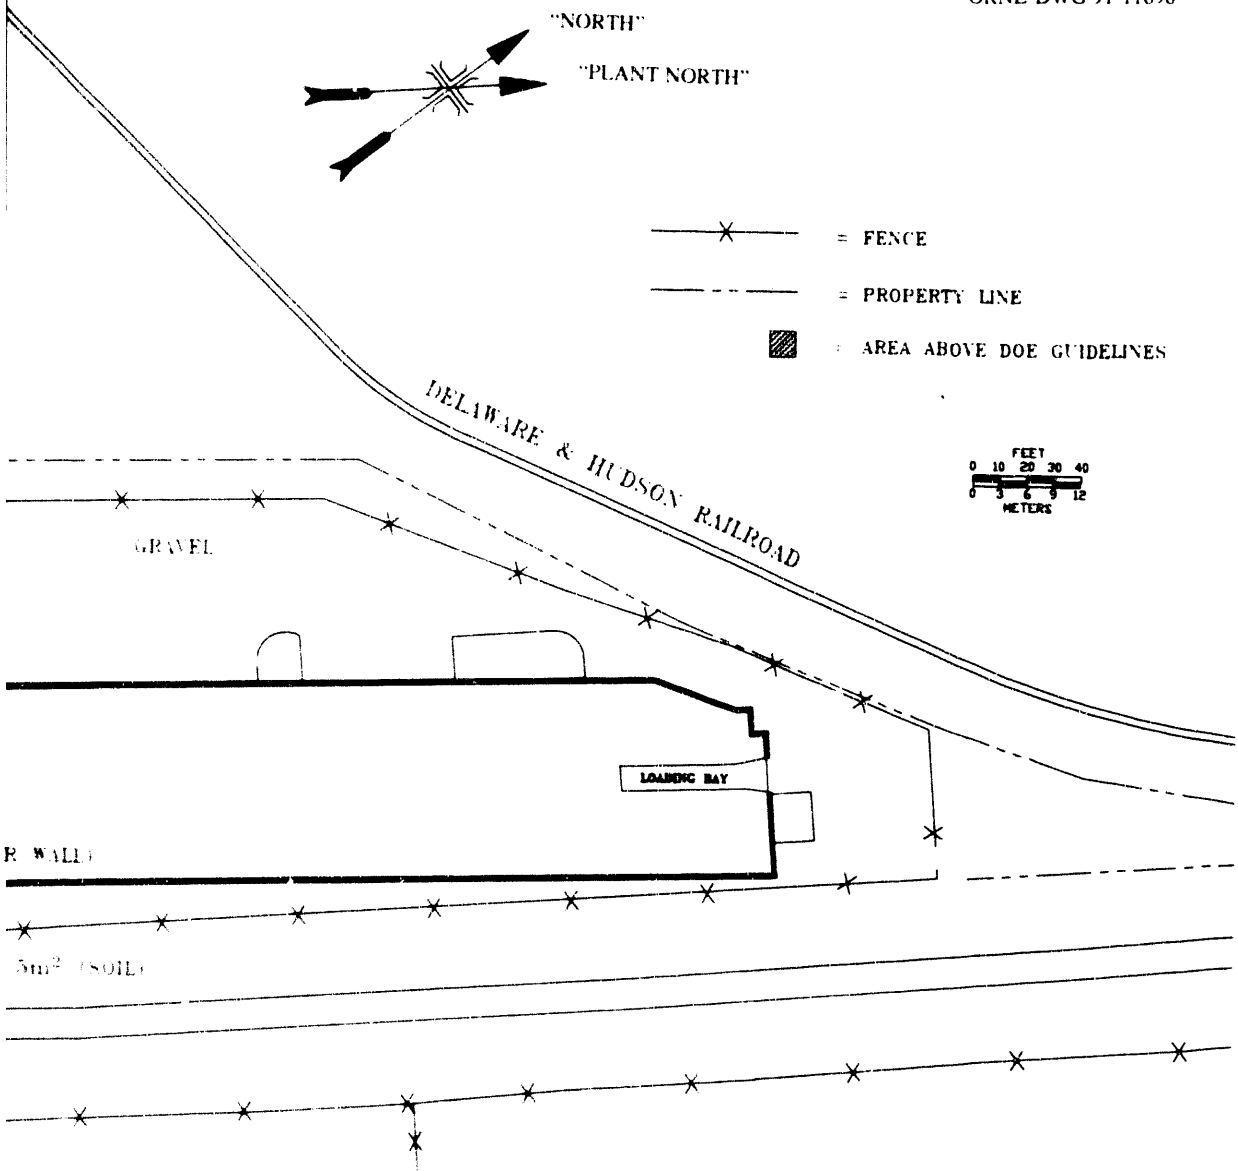 "NORTH"
"PLANT NORTH"
= FENCE
= PROPERTY LINE
= AREA ABOVE DOE GUIDELINES
DELAWARE & HUDSON RAILROAD
FEET
0 10 20 30 40
0 3 6 9 12
METERS
GRAVEL
LOADING BAY
R WALL)
5m² (SOIL)